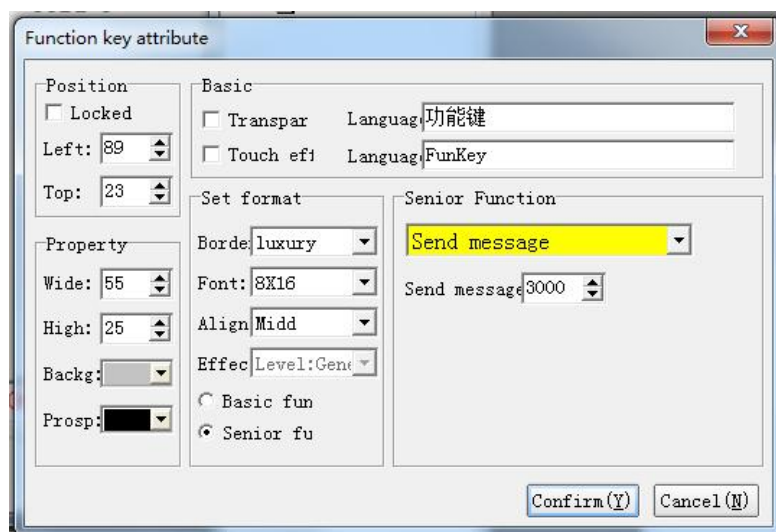 Function key attribute
Position
Locked
Left: 89
Top: 23
Property
Wide: 55
High: 25
Backg:
Prosp:
Basic
Transpar
Languag 功能键
Touch ef
Languag FunKey
Set format
Borde luxury
Font: 8X16
Align Midd
Effec Level:Gene
Basic fun
Senior fu
Senior Function
Send message
Send message 3000
Confirm(Y)
Cancel(N)